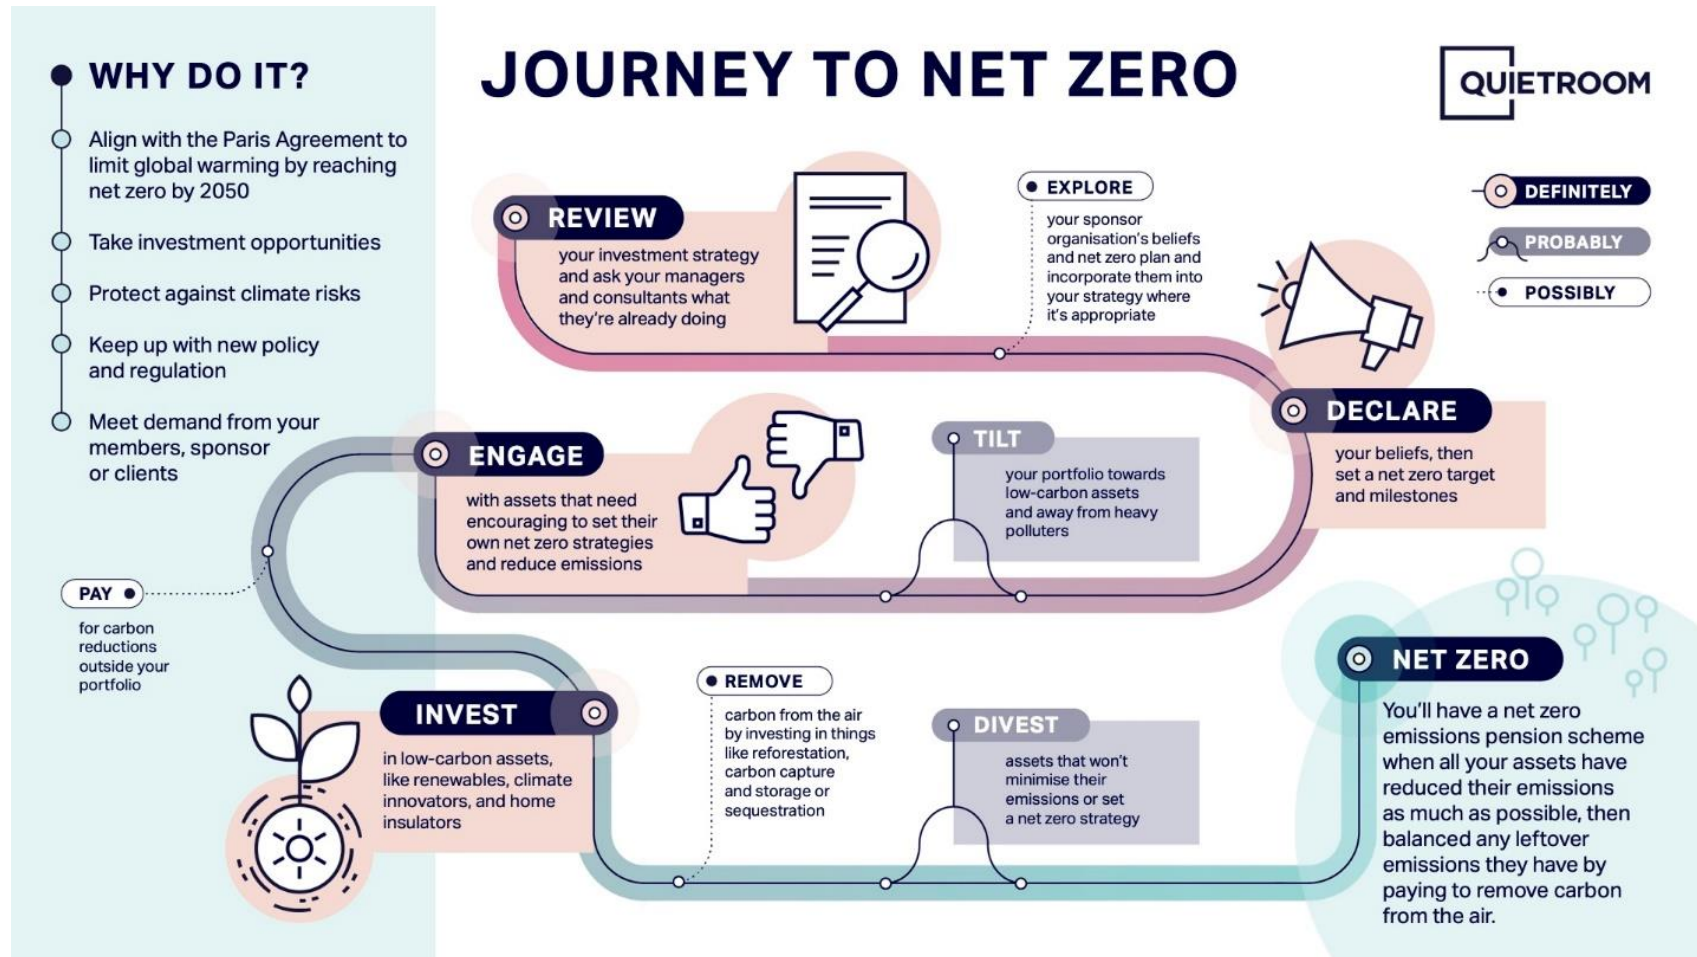 WHY DO IT?
Align with the Paris Agreement to
limit global warming by reaching
net zero by 2050
Take investment opportunities
Protect against climate risks
Keep up with new policy
and regulation
Meet demand from your
members, sponsor
or clients
JOURNEY TO NET ZERO
QUIETROOM
DEFINITELY
PROBABLY
POSSIBLY
REVIEW
your investment strategy
and ask your managers
and consultants what
they're already doing
EXPLORE
your sponsor
organisation's beliefs
and net zero plan and
incorporate them into
your strategy where
it's appropriate
DECLARE
your beliefs, then
set a net zero target
and milestones
TILT
your portfolio towards
low-carbon assets
and away from heavy
polluters
ENGAGE
with assets that need
encouraging to set their
own net zero strategies
and reduce emissions
PAY
for carbon
reductions
outside your
portfolio
INVEST
in low-carbon assets,
like renewables, climate
innovators, and home
insulators
REMOVE
carbon from the air
by investing in things
like reforestation,
carbon capture
and storage or
sequestration
DIVEST
assets that won't
minimise their
emissions or set
a net zero strategy
NET ZERO
You'll have a net zero
emissions pension scheme
when all your assets have
reduced their emissions
as much as possible, then
balanced any leftover
emissions they have by
paying to remove carbon
from the air.